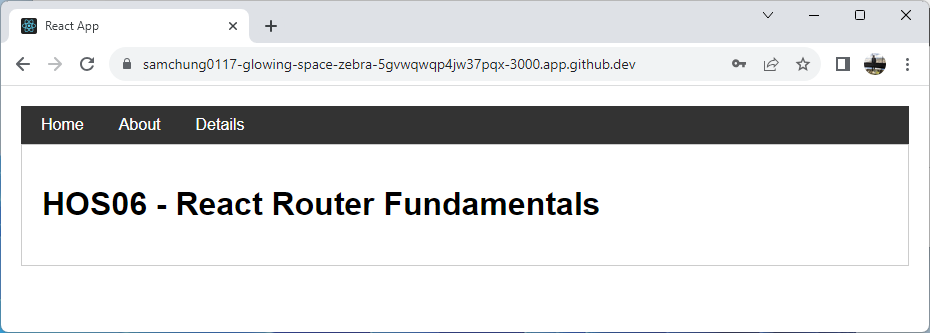 React App
samchung0117-glowing-space-zebra-5gvwqwqp4jw37pqx-3000.app.github.dev
Home About Details
HOS06 - React Router Fundamentals